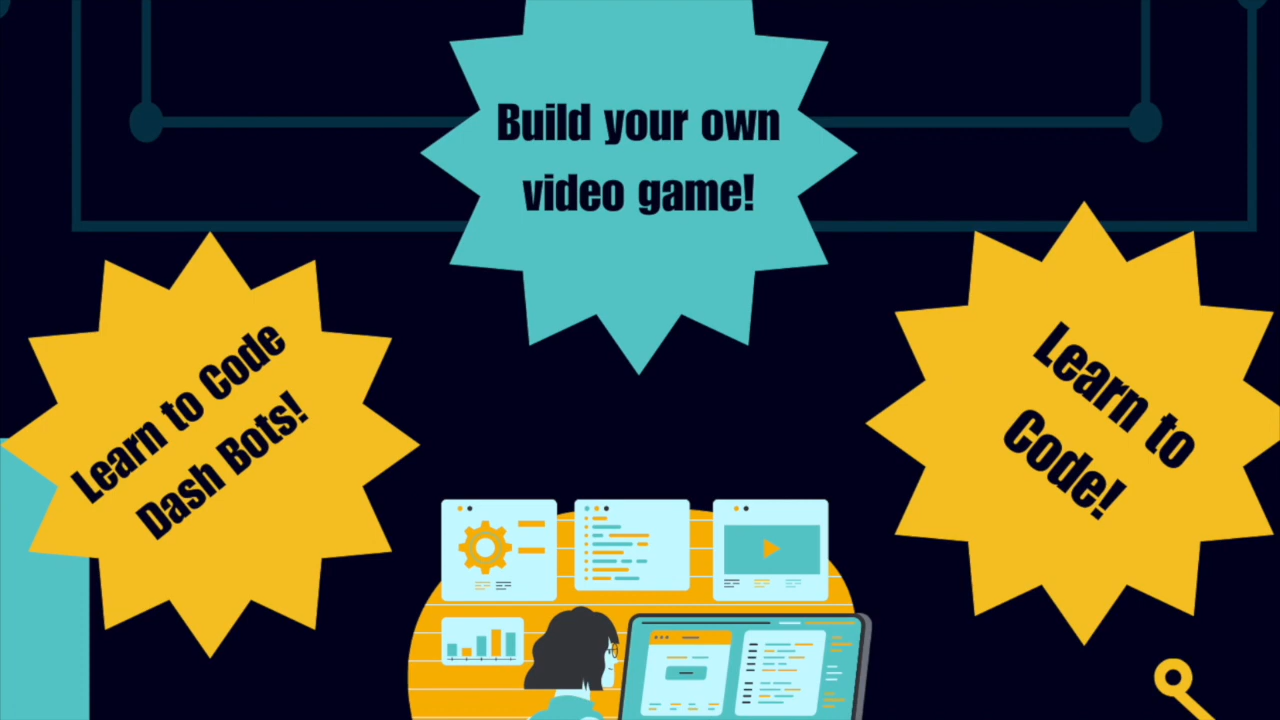 Build your own
video game!
Learn to Code
Dash Bots!
Learn to
Code!